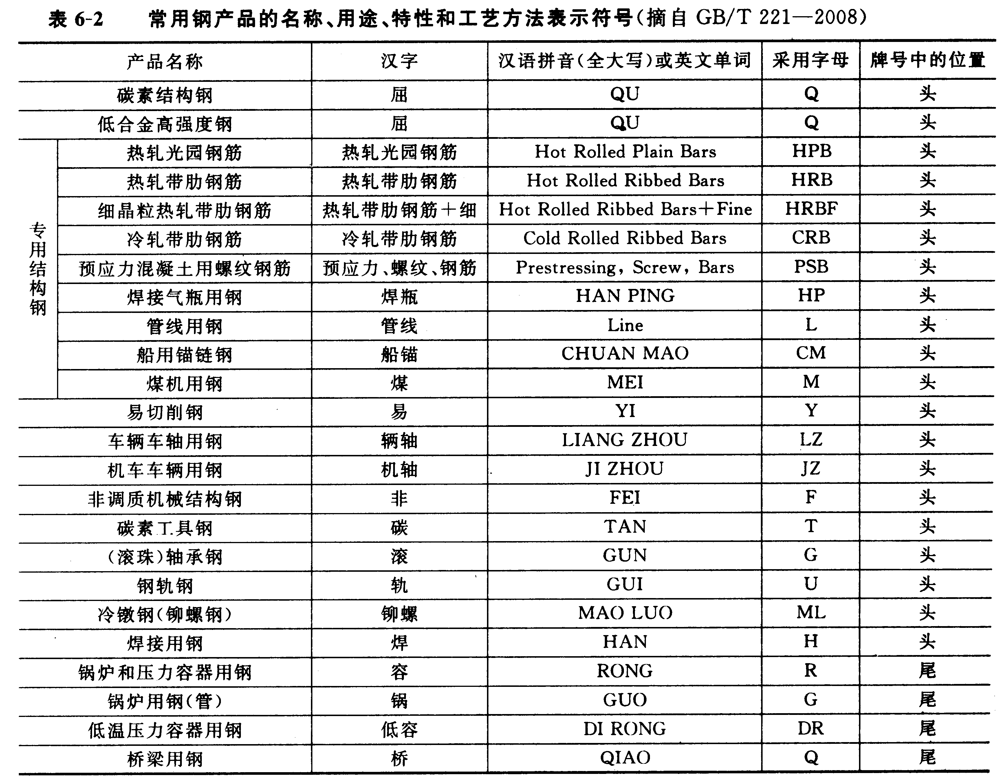 表 6-2 常用钢产品的名称、用途、特性和工艺方法表示符号(摘自 GB/T 221—2008)
产品名称 汉字 汉语拼音(全大写)或英文单词 采用字母 牌号中的位置
碳素结构钢 屈 QU Q 头
低合金高强度钢 屈 QU Q 头
专用结构钢
热轧光园钢筋 热轧光园钢筋 Hot Rolled Plain Bars HPB 头
热轧带肋钢筋 热轧带肋钢筋 Hot Rolled Ribbed Bars HRB 头
细晶粒热轧带肋钢筋 热轧带肋钢筋+细 Hot Rolled Ribbed Bars+Fine HRBF 头
冷轧带肋钢筋 冷轧带肋钢筋 Cold Rolled Ribbed Bars CRB 头
预应力混凝土用螺纹钢筋 预应力、螺纹、钢筋 Prestressing, Screw, Bars PSB 头
焊接气瓶用钢 焊瓶 HAN PING HP 头
管线用钢 管线 Line L 头
船用锚链钢 船锚 CHUAN MAO CM 头
煤机用钢 煤 MEI M 头
易切削钢 易 YI Y 头
车辆车轴用钢 辆轴 LIANG ZHOU LZ 头
机车车辆用钢 机轴 JI ZHOU JZ 头
非调质机械结构钢 非 FEI F 头
碳素工具钢 碳 TAN T 头
(滚珠)轴承钢 滚 GUN G 头
钢轨钢 轨 GUI U 头
冷镦钢(铆螺钢) 铆螺 MAO LUO ML 头
焊接用钢 焊 HAN H 头
锅炉和压力容器用钢 容 RONG R 尾
锅炉用钢(管) 锅 GUO G 尾
低温压力容器用钢 低容 DI RONG DR 尾
桥梁用钢 桥 QIAO Q 尾